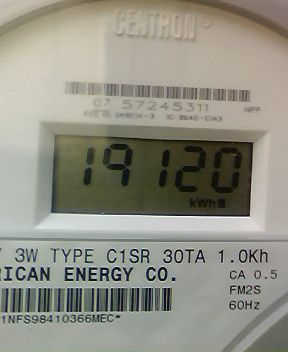 CENTRON
07 57245311
19120
kWh
3W TYPE C1SR 30TA 1.0Kh
RICAN ENERGY CO.
CA 0.5
FM2S
60Hz
1NFS98410366MEC*